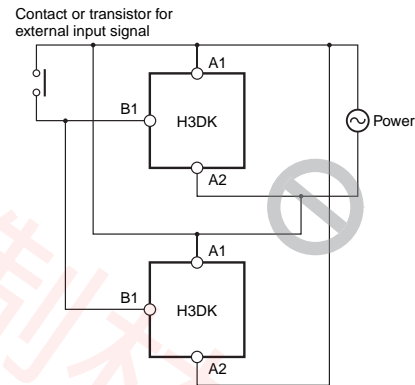 Contact or transistor for
external input signal
A1
B1
H3DK
Power
A2
A1
B1
H3DK
A2